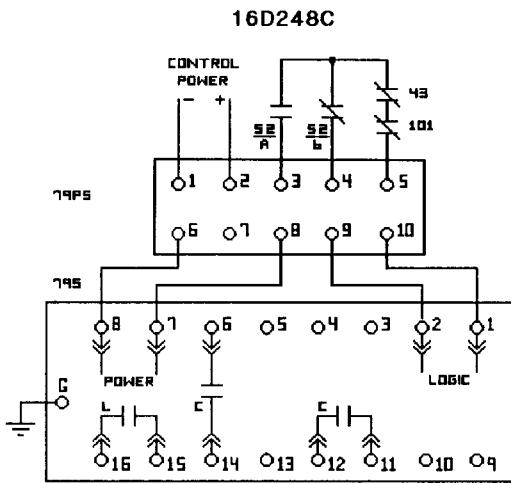 16D248C
CONTROL
POWER
- +
52
A
52
b
43
101
79PS
1 2 3 4 5
6 7 8 9 10
79S
8 7 6 5 4 3 2 1
POWER
LOGIC
G
L C C
16 15 14 13 12 11 10 9